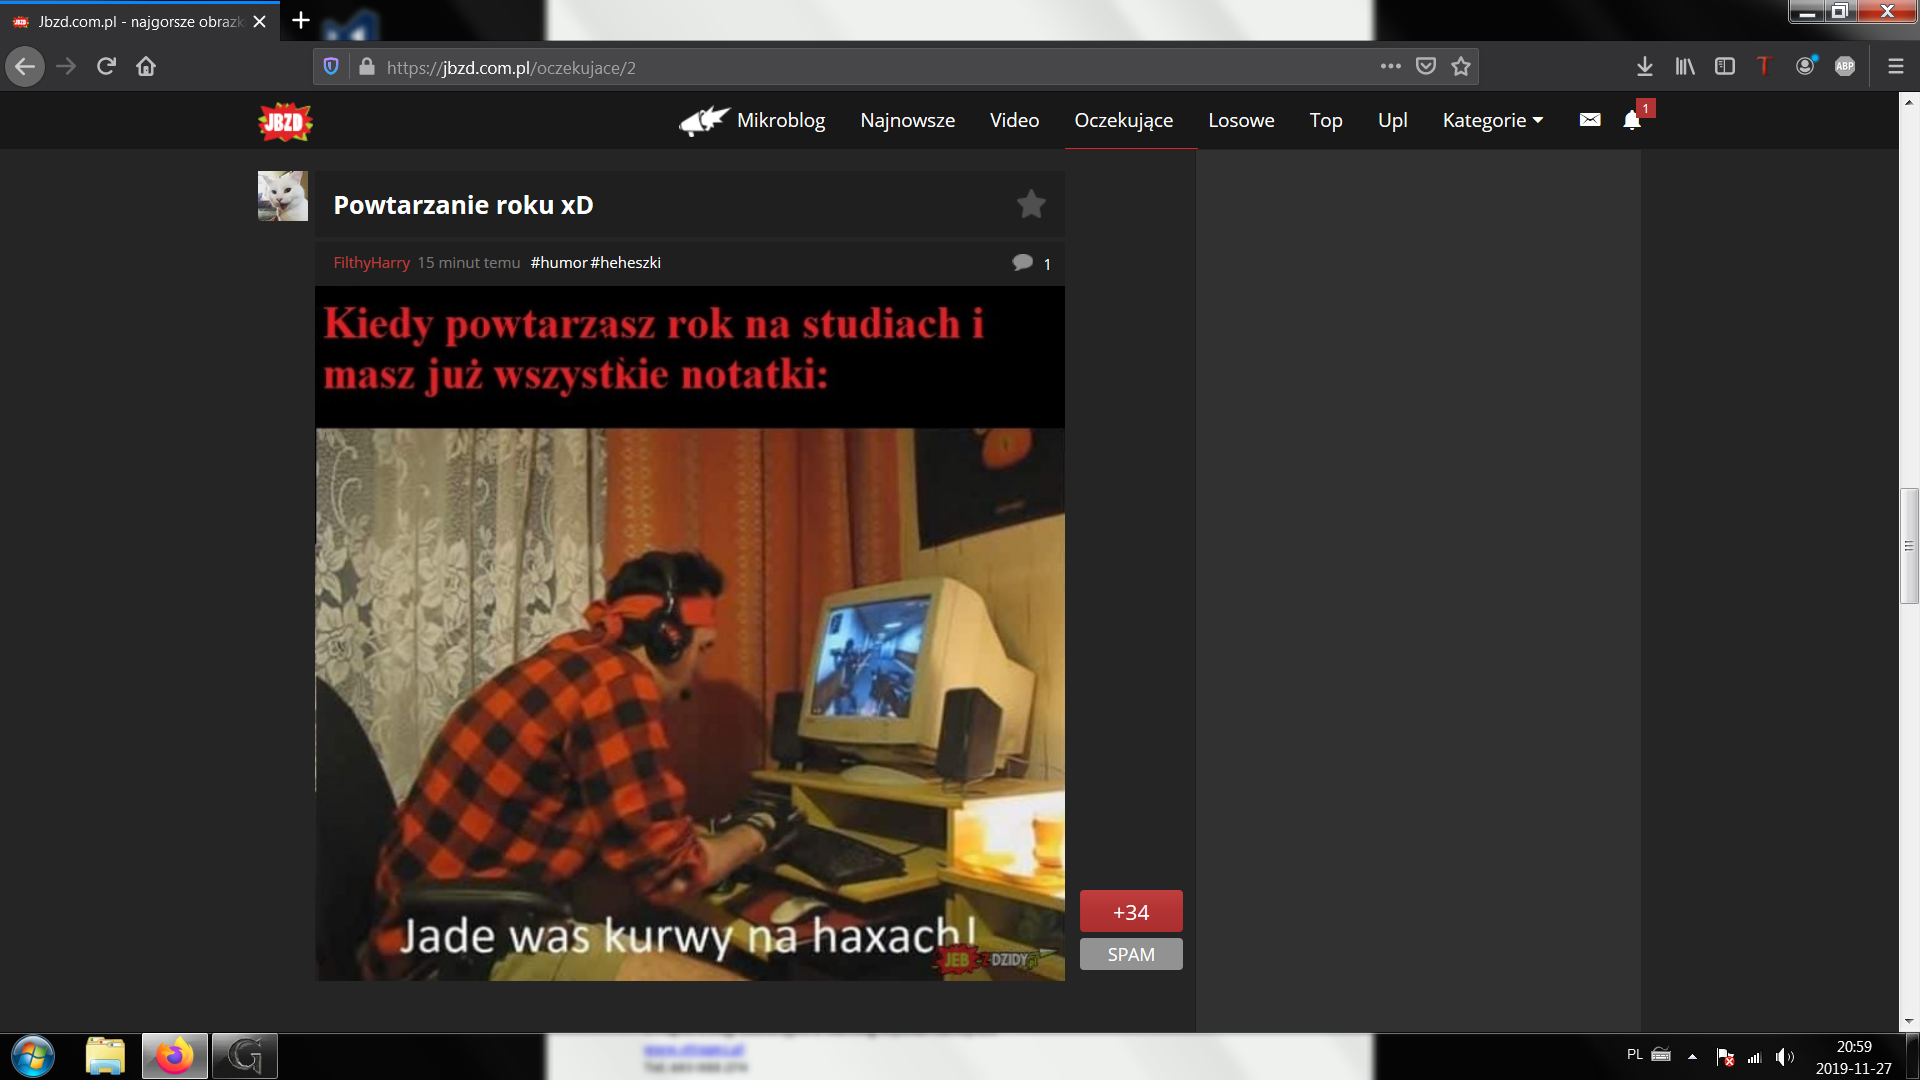 Jbzd.com.pl - najgorsze obrazk
https://jbzd.com.pl/oczekujace/2
ABP
JBZD
Mikroblog
Najnowsze
Video
Oczekujące
Losowe
Top
Upl
Kategorie
1
Powtarzanie roku xD
FilthyHarry 15 minut temu #humor #heheszki
1
Kiedy powtarzasz rok na studiach i
masz już wszystkie notatki:
Jade was kurwy na haxach!
JEB Z DZIDY
+34
SPAM
PL
20:59
2019-11-27